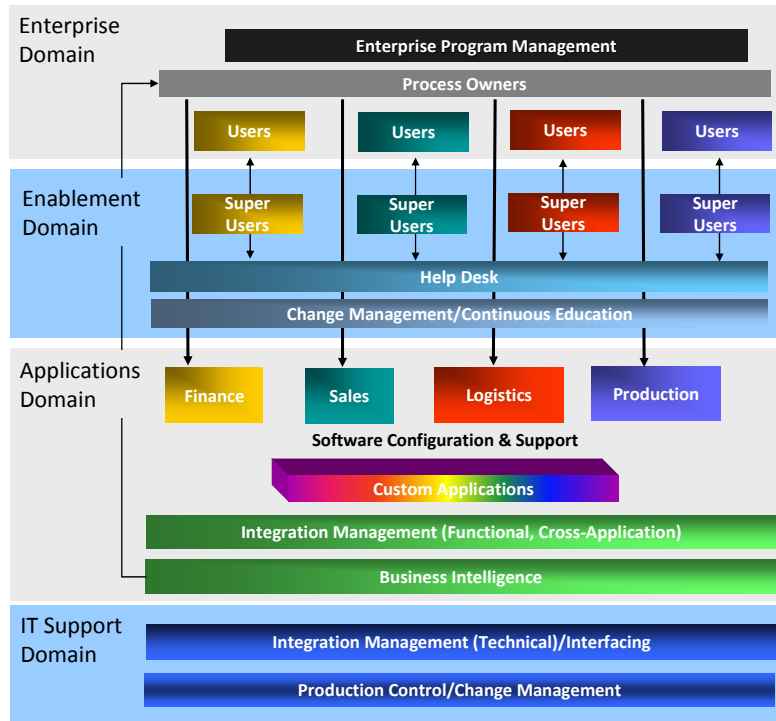 Enterprise
Domain
Enterprise Program Management
Process Owners
Users
Users
Users
Users
Enablement
Domain
Super
Users
Super
Users
Super
Users
Super
Users
Help Desk
Change Management/Continuous Education
Applications
Domain
Finance
Sales
Logistics
Production
Software Configuration & Support
Custom Applications
Integration Management (Functional, Cross-Application)
Business Intelligence
IT Support
Domain
Integration Management (Technical)/Interfacing
Production Control/Change Management